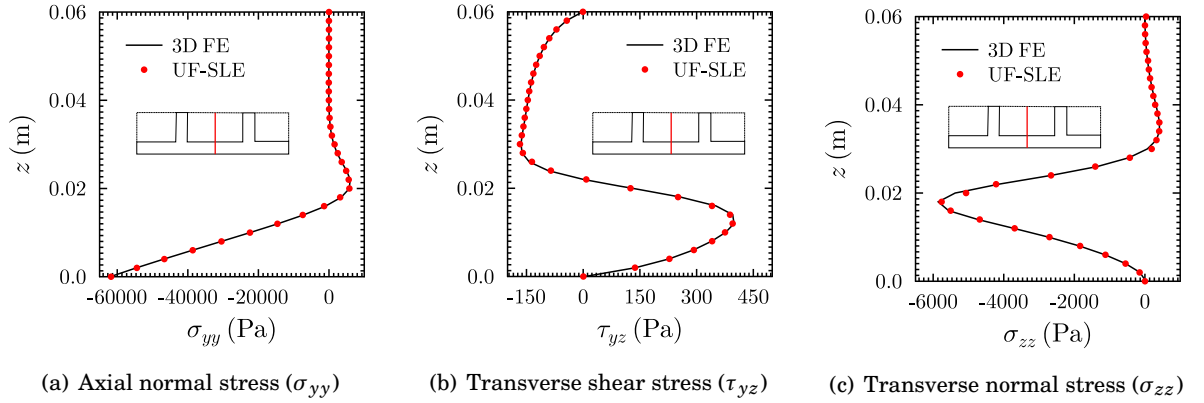 0.06
0.04
0.02
0.0
z (m)
3D FE
UF-SLE
-60000 -40000 -20000 0
σyy (Pa)
(a) Axial normal stress (σyy)
0.06
0.04
0.02
0.0
z (m)
3D FE
UF-SLE
-150 0 150 300 450
τyz (Pa)
(b) Transverse shear stress (τyz)
0.06
0.04
0.02
0.0
z (m)
3D FE
UF-SLE
-6000 -4000 -2000 0
σzz (Pa)
(c) Transverse normal stress (σzz)